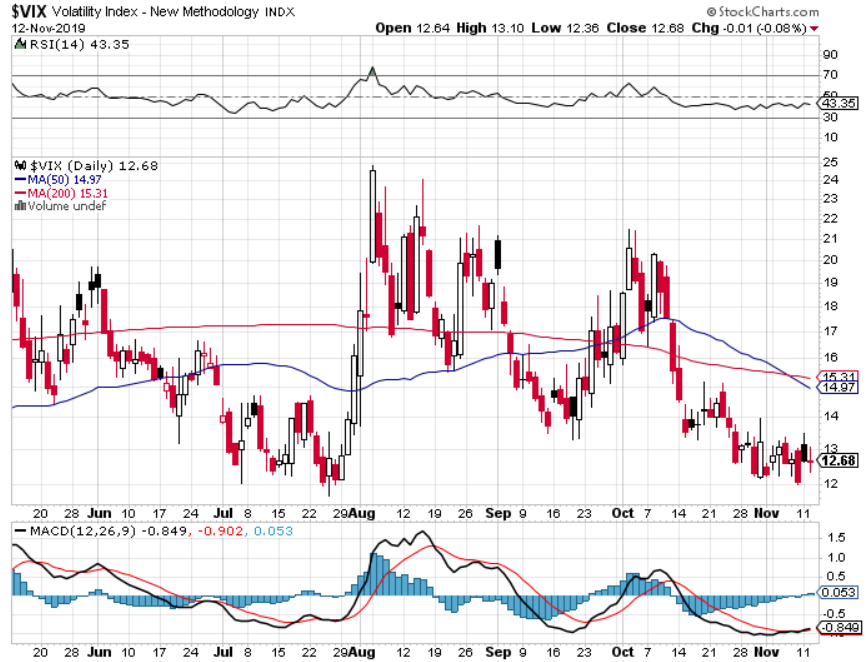 $VIX Volatility Index - New Methodology INDX
© StockCharts.com
12-Nov-2019
Open 12.64 High 13.10 Low 12.36 Close 12.68 Chg -0.01 (-0.08%)
RSI(14) 43.35
90
70
50
43.35
30
10
$VIX (Daily) 12.68
MA(50) 14.97
MA(200) 15.31
Volume undef
25
24
23
22
21
20
19
18
17
16
15.31
14.97
14
13
12.68
12
20 28 Jun 10 17 24 Jul 8 15 22 29 Aug 12 19 26 Sep 9 16 23 Oct 7 14 21 28 Nov 11
MACD(12,26,9) -0.849, -0.902, 0.053
1.5
1.0
0.5
0.053
-0.5
-0.849
20 28 Jun 10 17 24 Jul 8 15 22 29 Aug 12 19 26 Sep 9 16 23 Oct 7 14 21 28 Nov 11